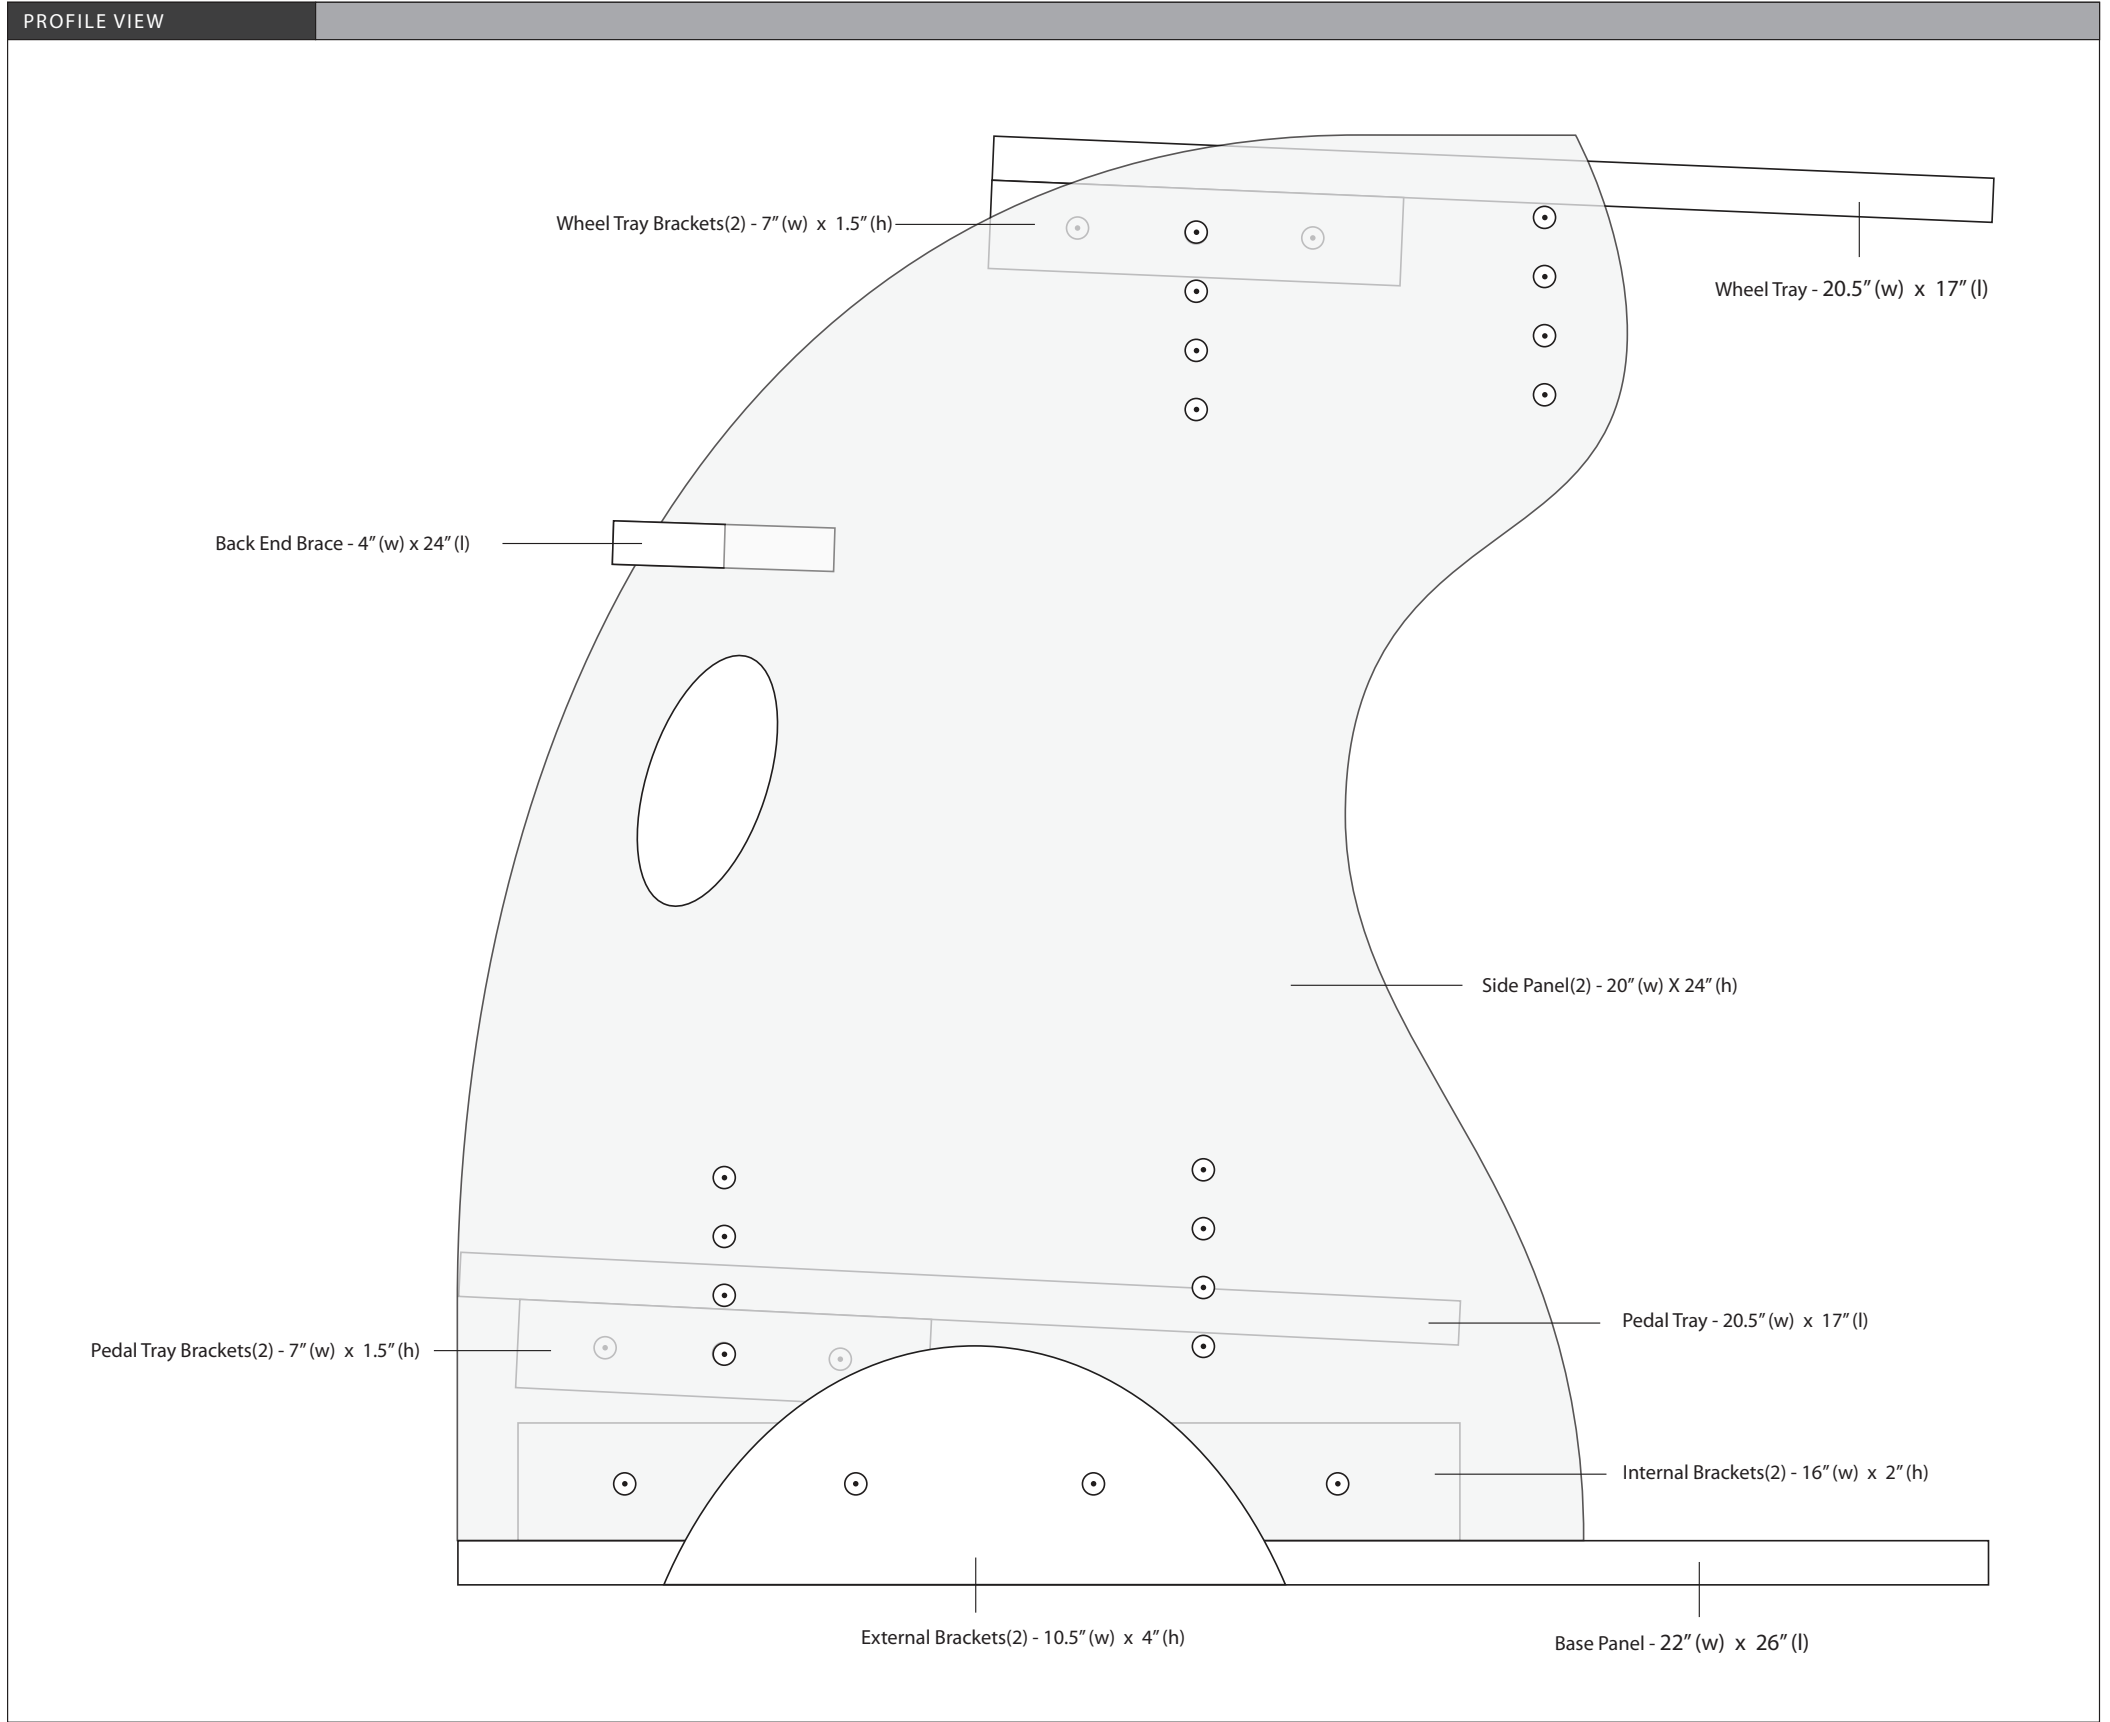 PROFILE VIEW
Wheel Tray Brackets(2) - 7” (w) x 1.5” (h)
Wheel Tray - 20.5” (w) x 17” (l)
Back End Brace - 4” (w) x 24” (l)
Side Panel(2) - 20” (w) X 24” (h)
Pedal Tray - 20.5” (w) x 17” (l)
Pedal Tray Brackets(2) - 7” (w) x 1.5” (h)
Internal Brackets(2) - 16” (w) x 2” (h)
External Brackets(2) - 10.5” (w) x 4” (h)
Base Panel - 22” (w) x 26” (l)